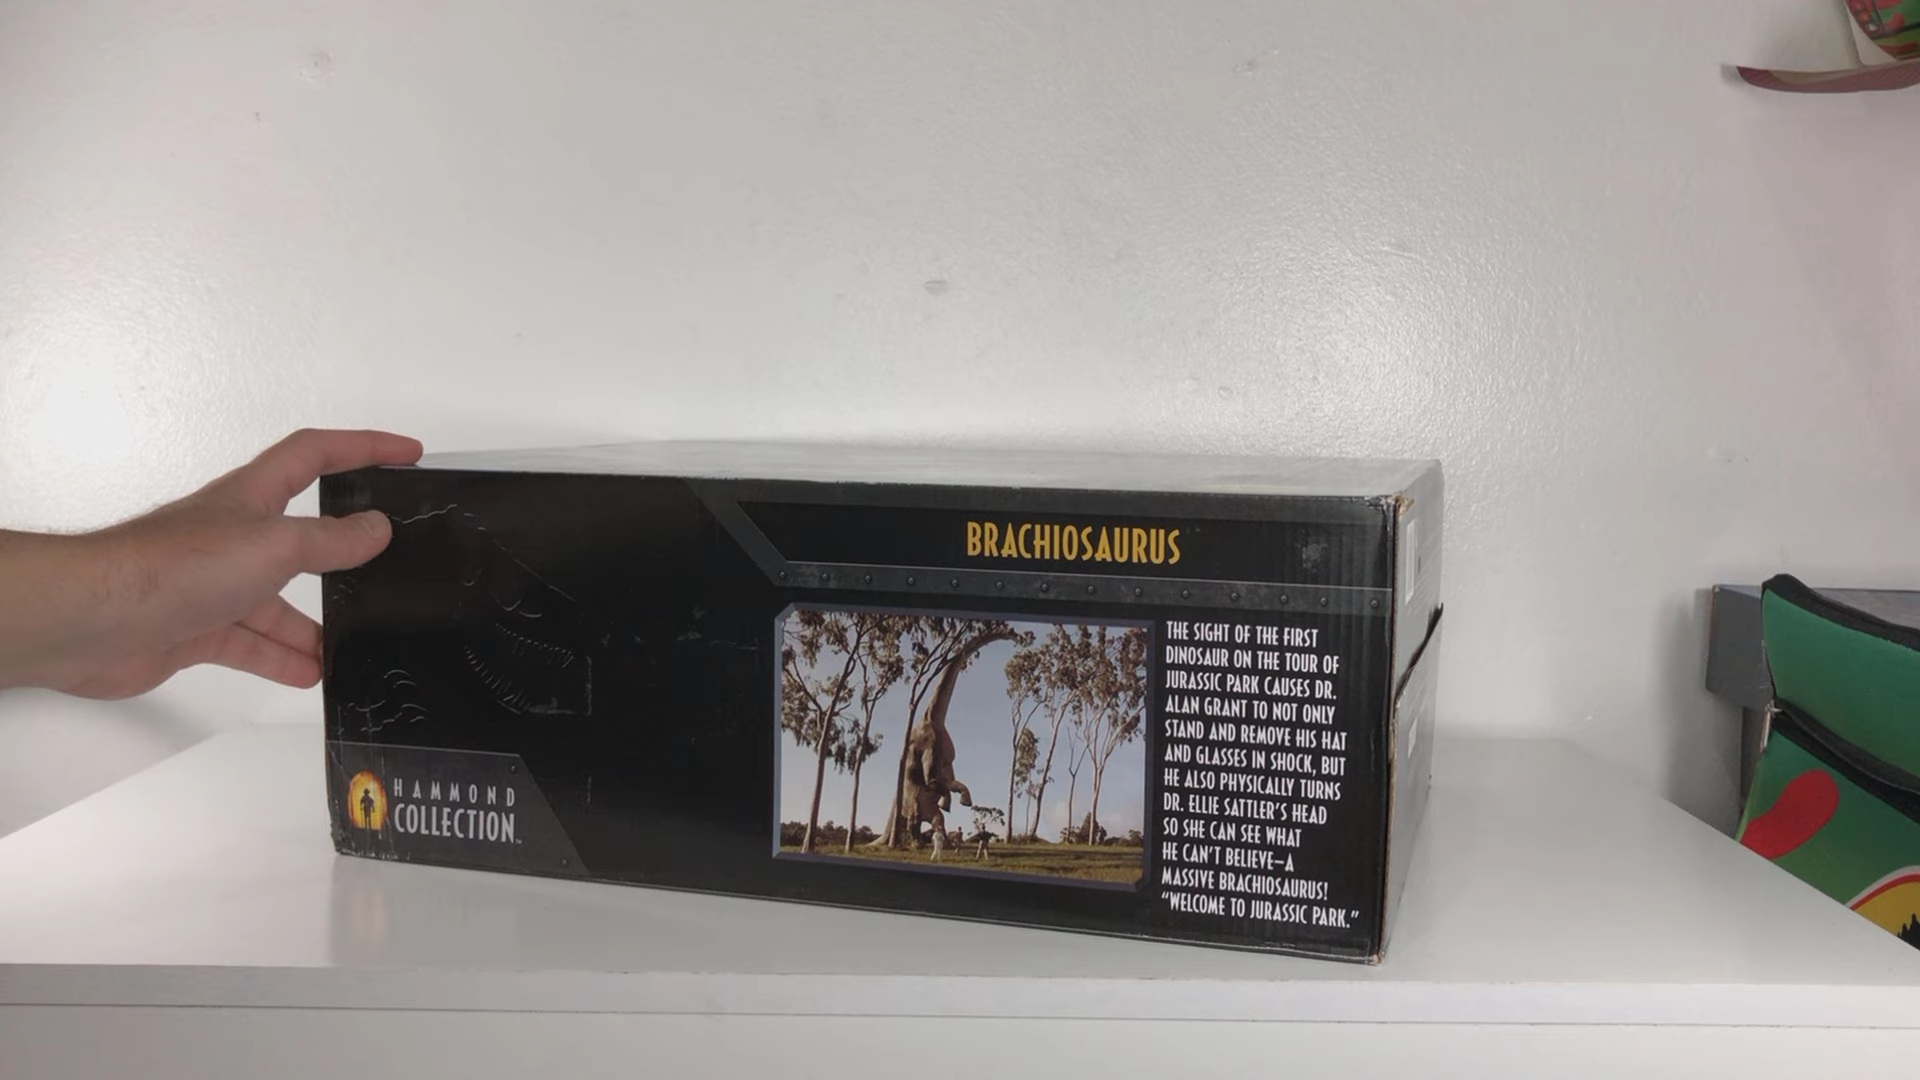 BRACHIOSAURUS
THE SIGHT OF THE FIRST
DINOSAUR ON THE TOUR OF
JURASSIC PARK CAUSES DR.
ALAN GRANT TO NOT ONLY
STAND AND REMOVE HIS HAT
AND GLASSES IN SHOCK, BUT
HE ALSO PHYSICALLY TURNS
DR. ELLIE SATTLER'S HEAD
SO SHE CAN SEE WHAT
HE CAN'T BELIEVE—A
MASSIVE BRACHIOSAURUS!
"WELCOME TO JURASSIC PARK."
HAMMOND
COLLECTION™